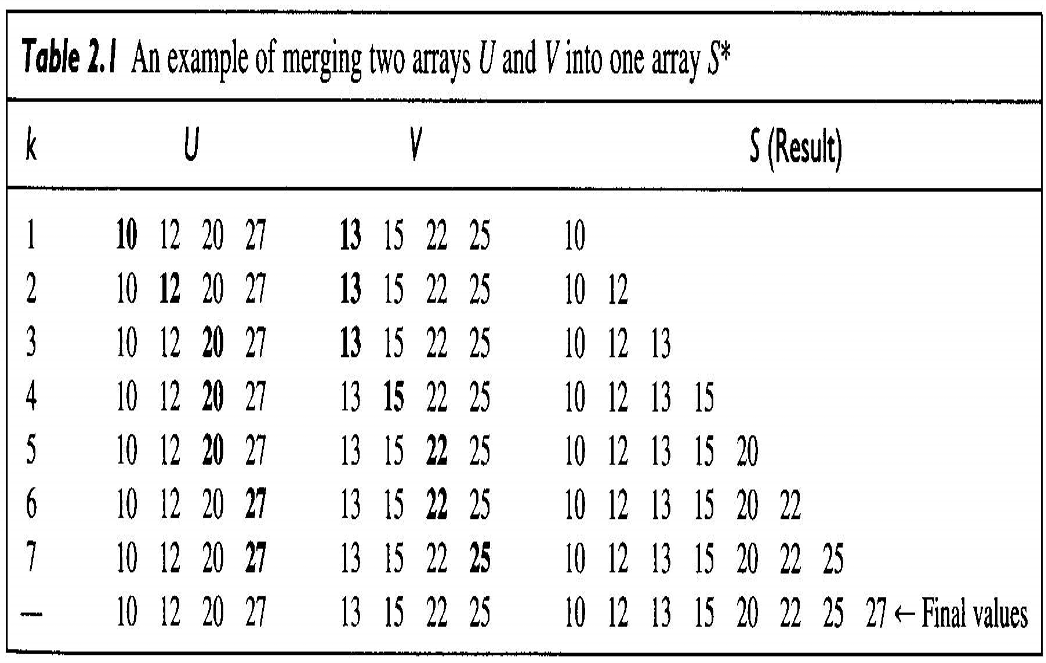 Table 2.1 An example of merging two arrays U and V into one array S*
k U V S (Result)
1 10 12 20 27 13 15 22 25 10
2 10 12 20 27 13 15 22 25 10 12
3 10 12 20 27 13 15 22 25 10 12 13
4 10 12 20 27 13 15 22 25 10 12 13 15
5 10 12 20 27 13 15 22 25 10 12 13 15 20
6 10 12 20 27 13 15 22 25 10 12 13 15 20 22
7 10 12 20 27 13 15 22 25 10 12 13 15 20 22 25
— 10 12 20 27 13 15 22 25 10 12 13 15 20 22 25 27 ← Final values